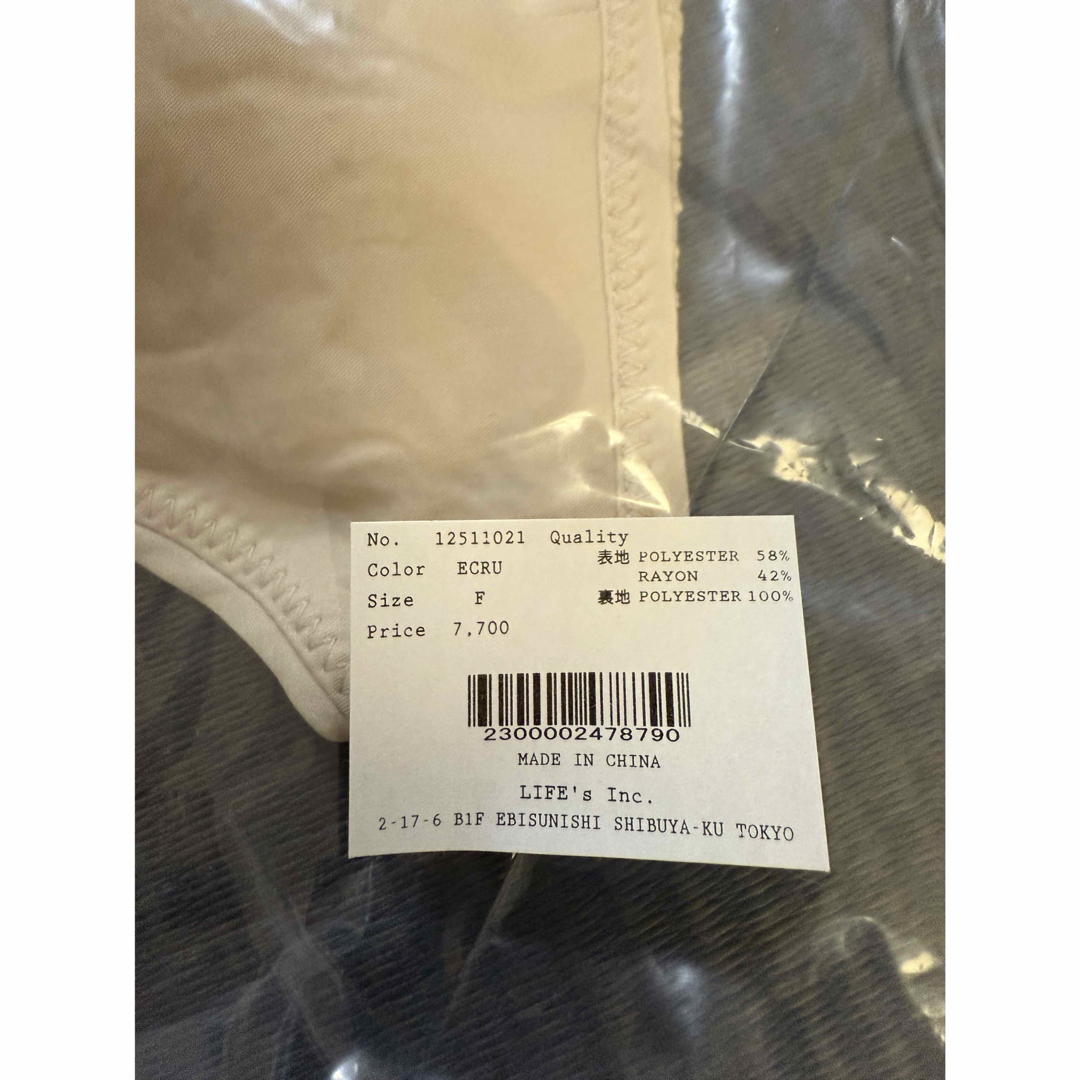 No. 12511021 Quality
Color ECRU
Size F
Price 7,700
表地 POLYESTER 58%
RAYON 42%
裏地 POLYESTER 100%
2300002478790
MADE IN CHINA
LIFE's Inc.
2-17-6 B1F EBISUNISHI SHIBUYA-KU TOKYO